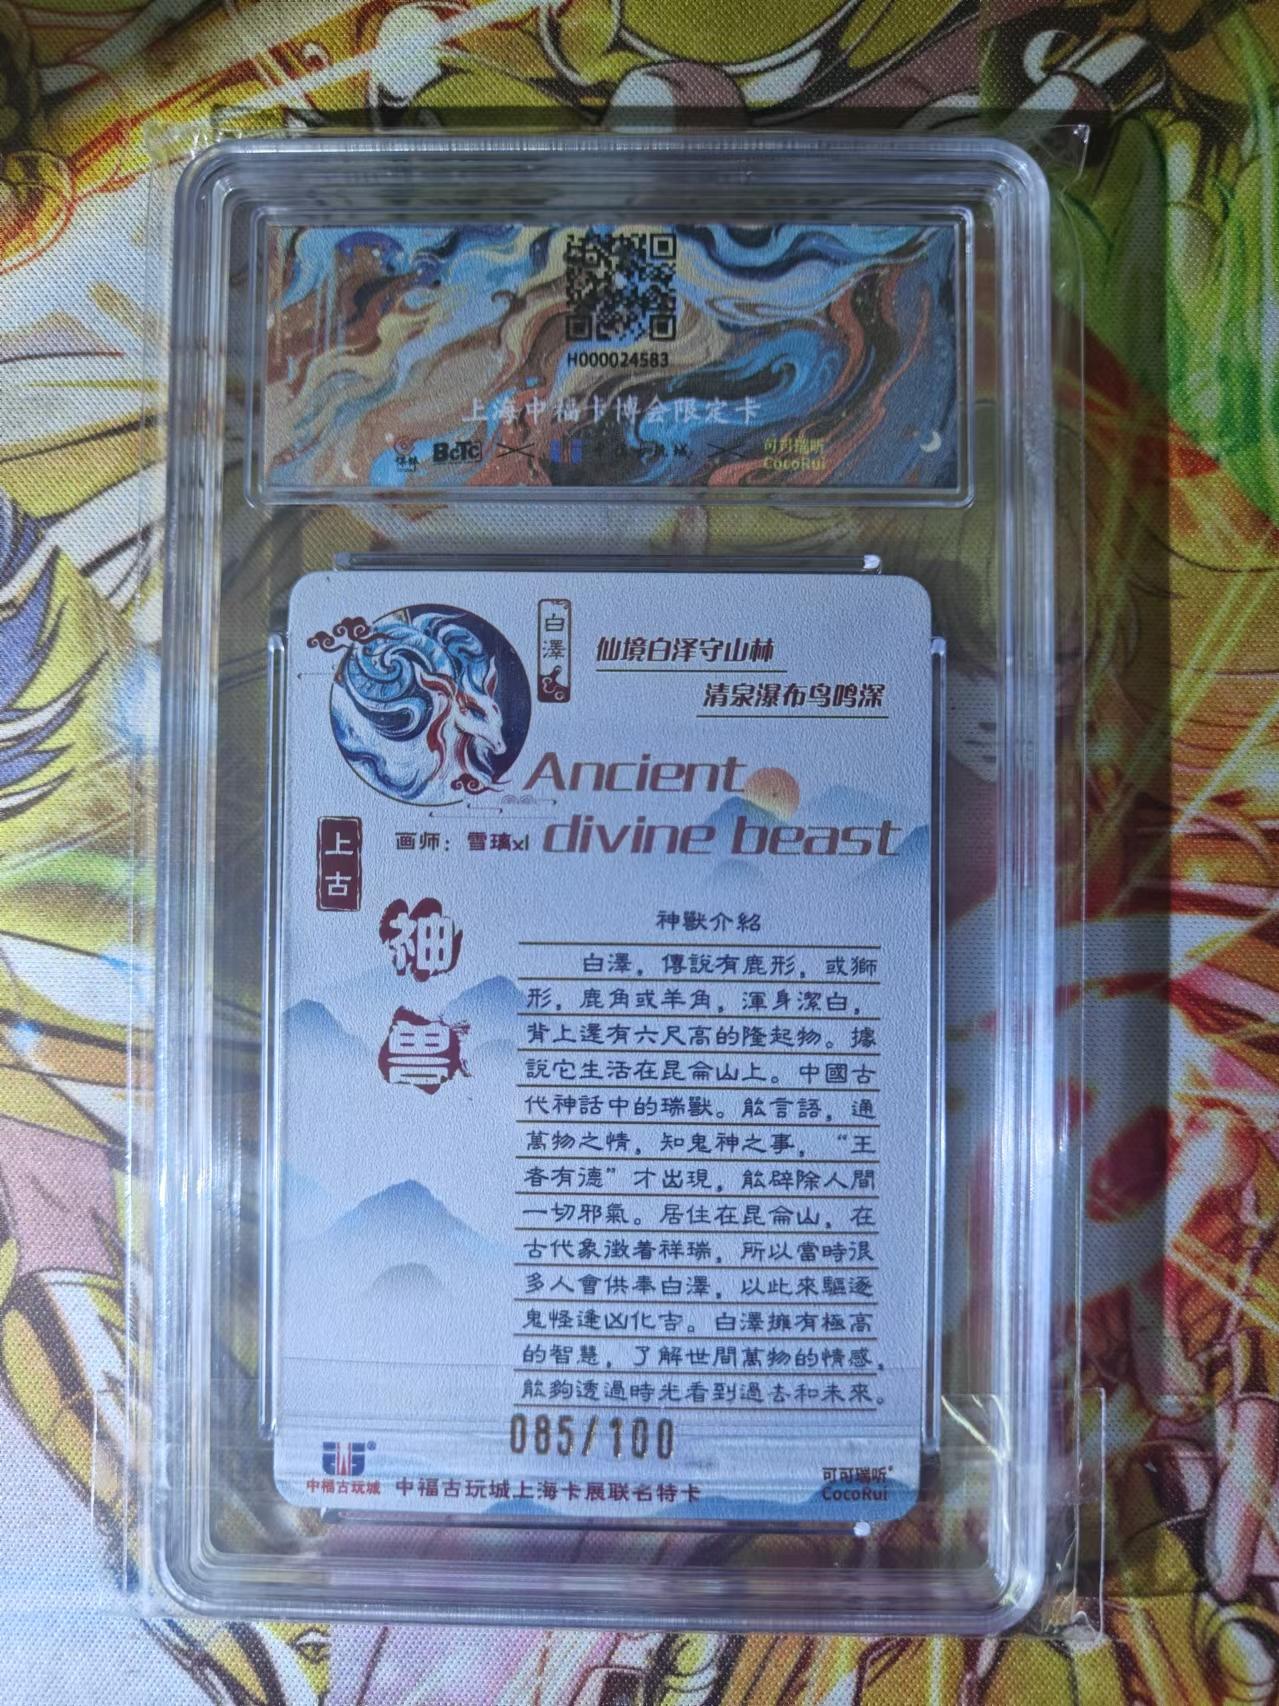 H000024583
上海中福卡博会限定卡
BCTC
中福古玩城
可可瑞昕
CocoRui
白澤
仙境白泽守山林
清泉瀑布鸟鸣深
Ancient
divine beast
上古
画师：雪璃xl
神兽
神獸介紹
白澤，傳說有鹿形，或獅
形，鹿角或羊角，渾身潔白，
背上還有六尺高的隆起物。據
說它生活在昆侖山上。中國古
代神話中的瑞獸。能言語，通
萬物之情，知鬼神之事，“王
者有德”才出現，能辟除人間
一切邪氣。居住在昆侖山，在
古代象徵着祥瑞，所以當時很
多人會供奉白澤，以此來驅逐
鬼怪逢凶化吉。白澤擁有極高
的智慧，了解世間萬物的情感，
能夠透過時光看到過去和未來。
085/100
中福古玩城
中福古玩城上海卡展联名特卡
可可瑞昕®
CocoRui